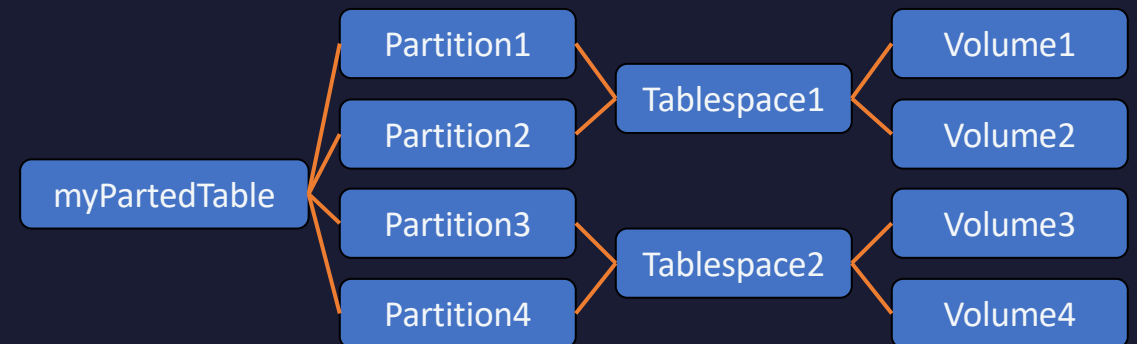 Partition1
Volume1
Tablespace1
Partition2
Volume2
myPartedTable
Partition3
Volume3
Tablespace2
Partition4
Volume4